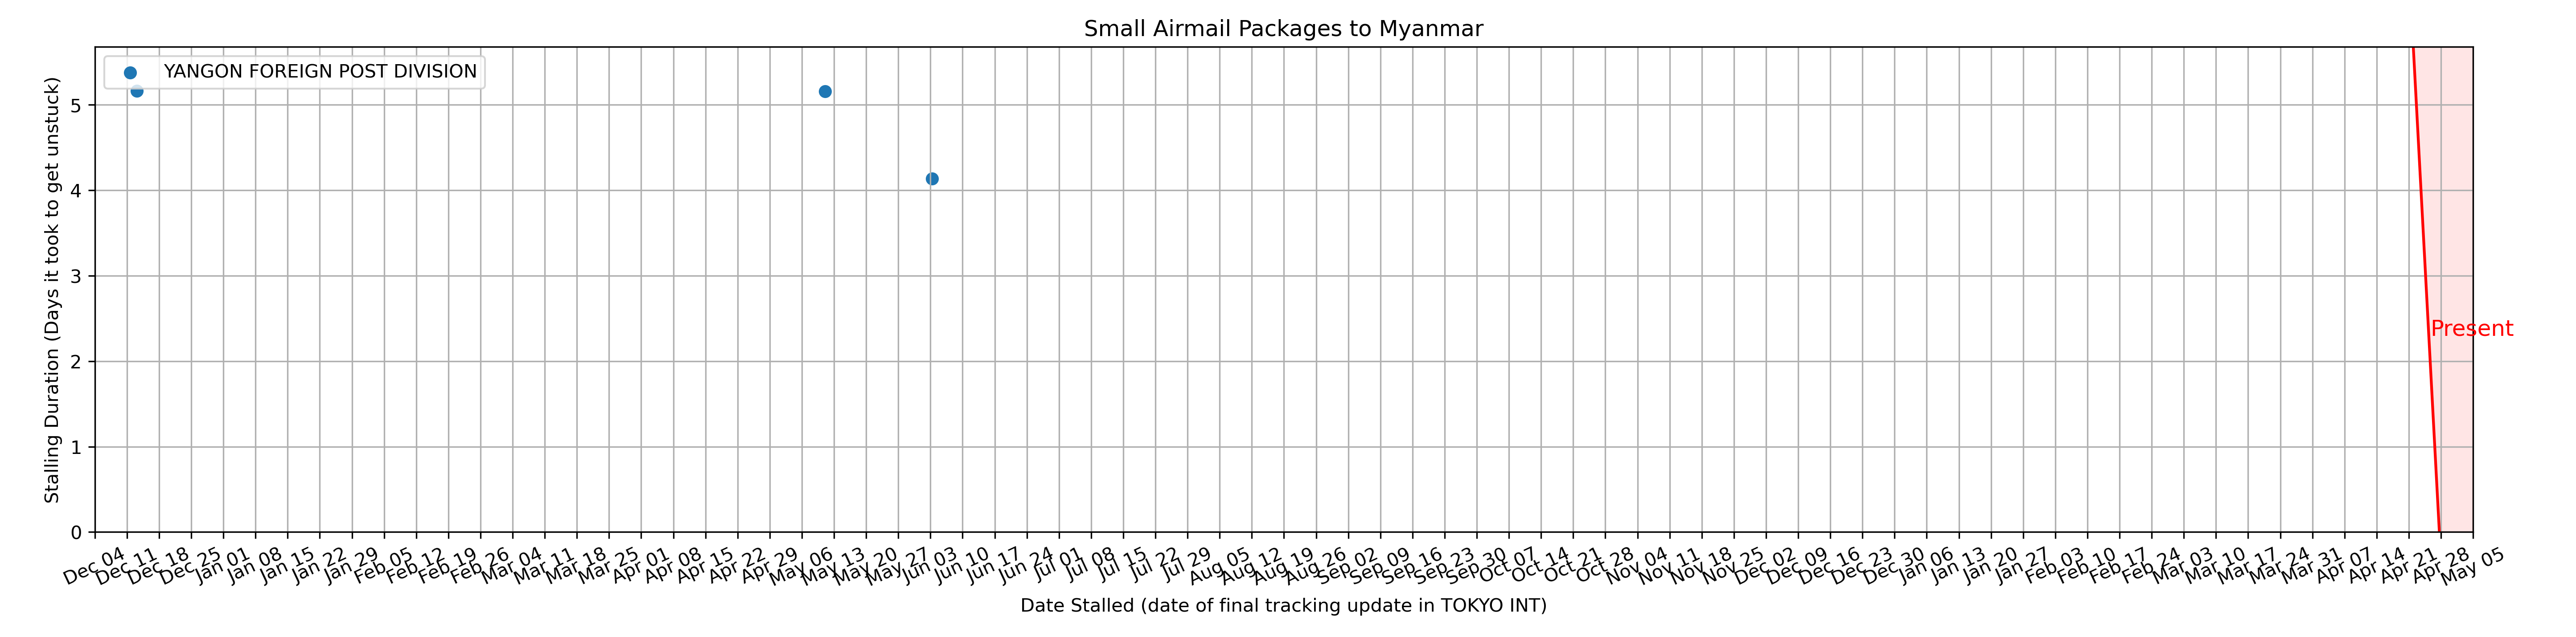 Small Airmail Packages to Myanmar
YANGON FOREIGN POST DIVISION
Stalling Duration (Days it took to get unstuck)
5
4
3
2
1
0
Present
Dec 04
Dec 11
Dec 18
Dec 25
Jan 01
Jan 08
Jan 15
Jan 22
Jan 29
Feb 05
Feb 12
Feb 19
Feb 26
Mar 04
Mar 11
Mar 18
Mar 25
Apr 01
Apr 08
Apr 15
Apr 22
Apr 29
May 06
May 13
May 20
May 27
Jun 03
Jun 10
Jun 17
Jun 24
Jul 01
Jul 08
Jul 15
Jul 22
Jul 29
Aug 05
Aug 12
Aug 19
Aug 26
Sep 02
Sep 09
Sep 16
Sep 23
Sep 30
Oct 07
Oct 14
Oct 21
Oct 28
Nov 04
Nov 11
Nov 18
Nov 25
Dec 02
Dec 09
Dec 16
Dec 23
Dec 30
Jan 06
Jan 13
Jan 20
Jan 27
Feb 03
Feb 10
Feb 17
Feb 24
Mar 03
Mar 10
Mar 17
Mar 24
Mar 31
Apr 07
Apr 14
Apr 21
Apr 28
May 05
Date Stalled (date of final tracking update in TOKYO INT)